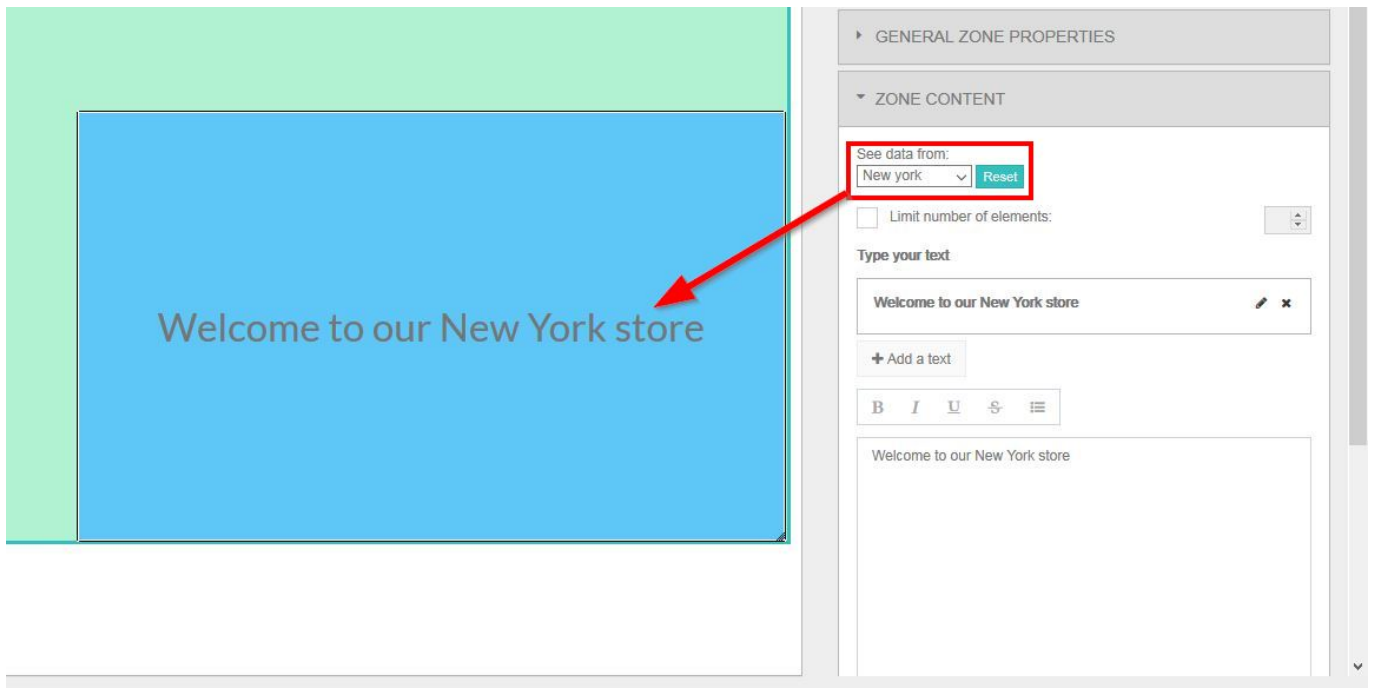 GENERAL ZONE PROPERTIES
ZONE CONTENT
See data from:
New york Reset
Limit number of elements:
Type your text
Welcome to our New York store
Welcome to our New York store
+ Add a text
B I U S
Welcome to our New York store